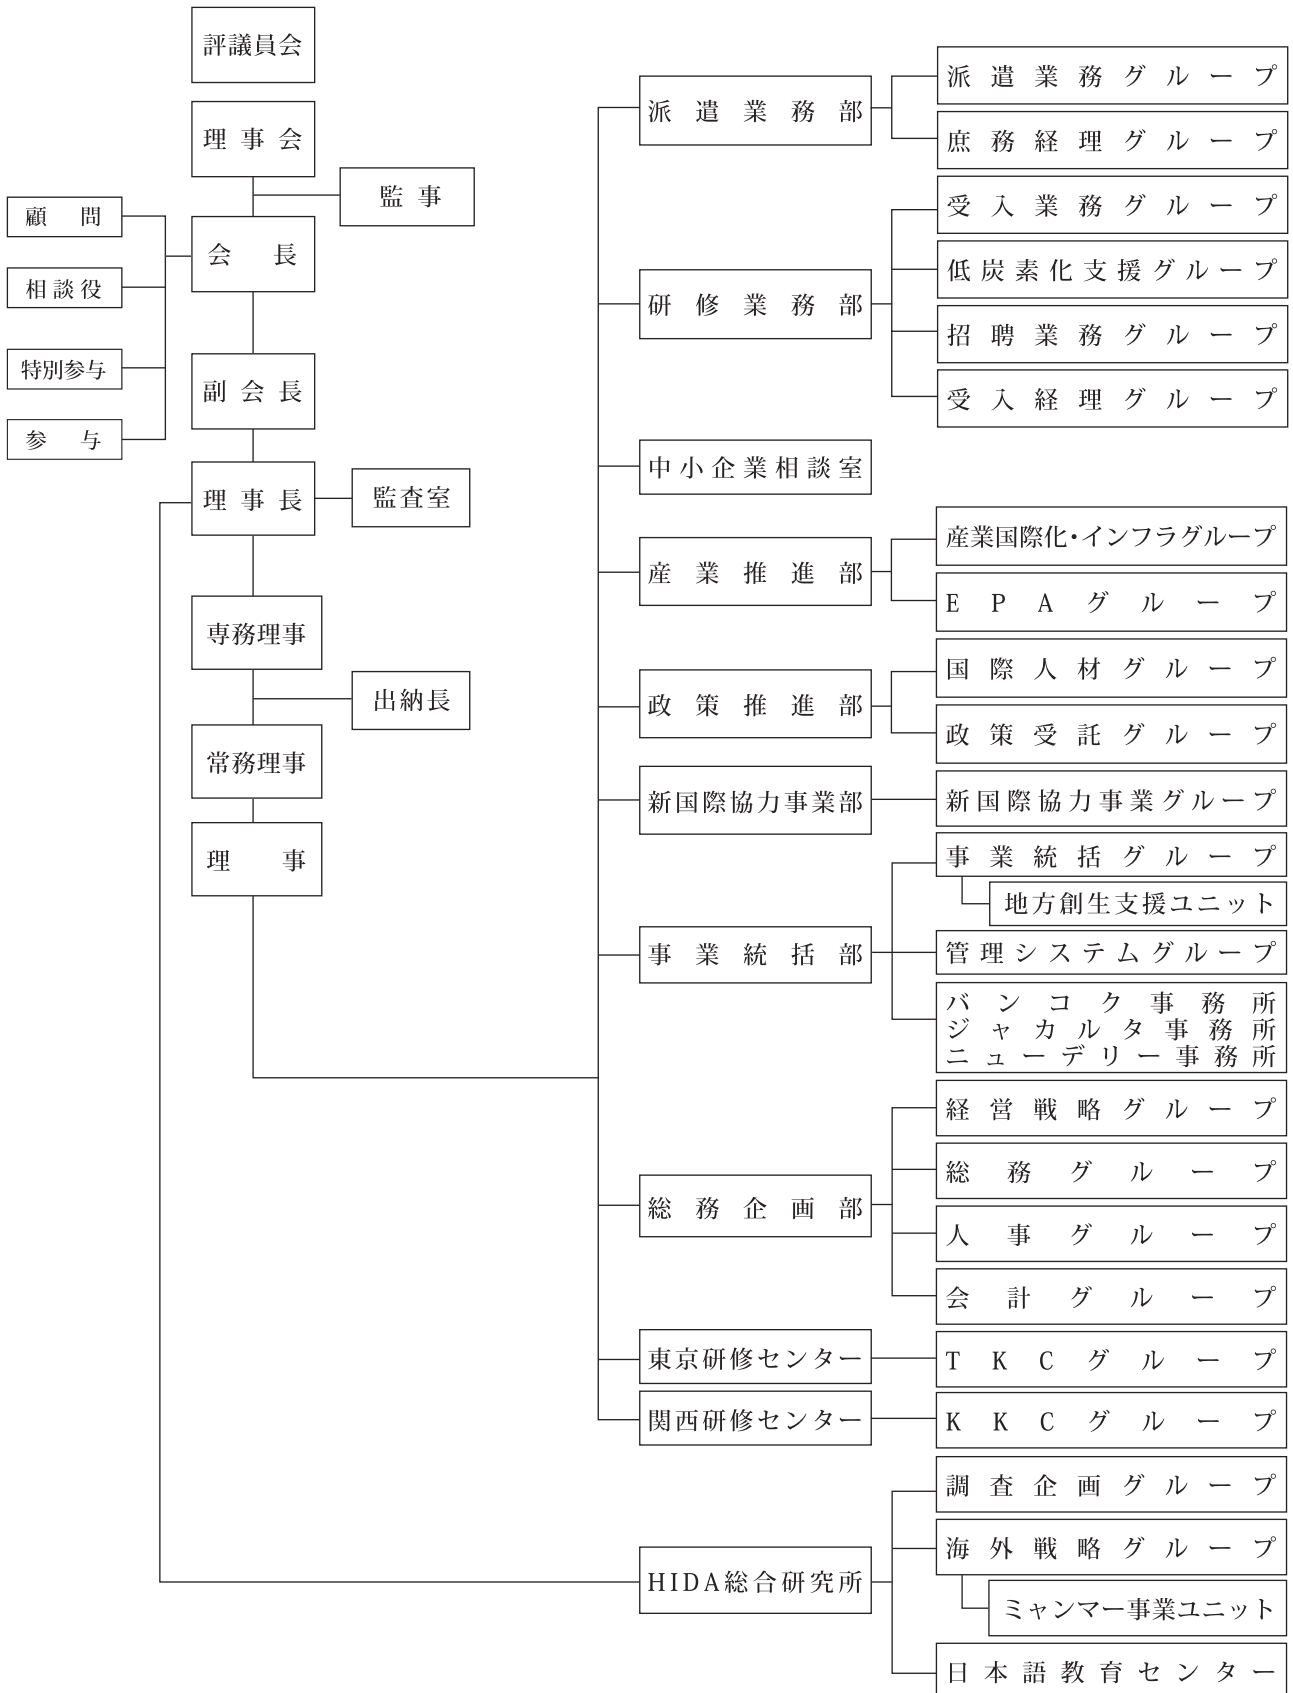 評議員会
理事会
監事
顧問
相談役
特別参与
参与
会長
副会長
理事長
監査室
専務理事
出納長
常務理事
理事
派遣業務部
派遣業務グループ
庶務経理グループ
研修業務部
受入業務グループ
低炭素化支援グループ
招聘業務グループ
受入経理グループ
中小企業相談室
産業推進部
産業国際化・インフラグループ
EPAグループ
政策推進部
国際人材グループ
政策受託グループ
新国際協力事業部
新国際協力事業グループ
事業統括部
事業統括グループ
地方創生支援ユニット
管理システムグループ
バンコク事務所
ジャカルタ事務所
ニューデリー事務所
総務企画部
経営戦略グループ
総務グループ
人事グループ
会計グループ
東京研修センター
TKCグループ
関西研修センター
KKCグループ
HIDA総合研究所
調査企画グループ
海外戦略グループ
ミャンマー事業ユニット
日本語教育センター